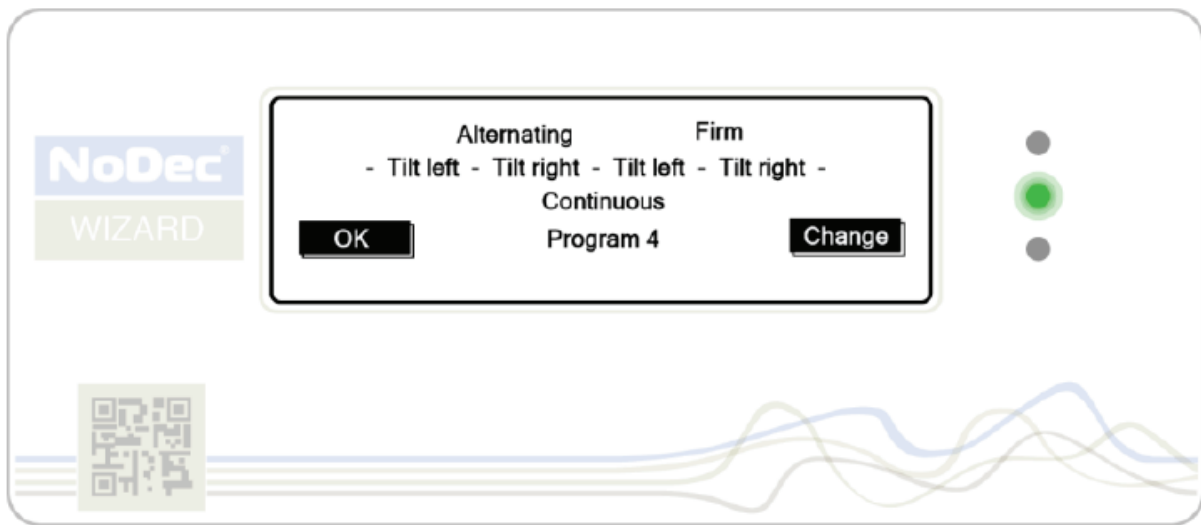 NoDec®
WIZARD
Alternating Firm
- Tilt left - Tilt right - Tilt left - Tilt right -
Continuous
OK Program 4 Change